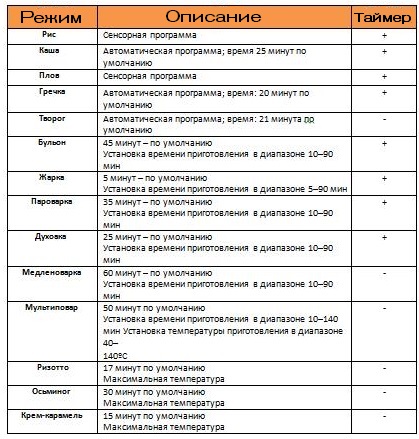 Режим Описание Таймер
Рис Сенсорная программа +
Каша Автоматическая программа; время 25 минут по +
умолчанию
Плов Сенсорная программа +
Гречка Автоматическая программа; время: 20 минут по +
умолчанию
Творог Автоматическая программа; время: 21 минута по -
умолчанию
Бульон 45 минут – по умолчанию +
Установка времени приготовления в диапазоне 10–90
мин
Жарка 5 минут – по умолчанию +
Установка времени приготовления в диапазоне 5–90 мин
Пароварка 35 минут – по умолчанию +
Установка времени приготовления в диапазоне 10–90
мин
Духовка 25 минут – по умолчанию +
Установка времени приготовления в диапазоне 10–90
мин
Медленоварка 60 минут – по умолчанию -
Установка времени приготовления в диапазоне 10–90
мин
Мультиповар 50 минут по умолчанию -
Установка времени приготовления в диапазоне 10–140
мин Установка температуры приготовления в диапазоне
40–
140ºС
Ризотто 17 минут по умолчанию -
Максимальная температура
Осьминог 30 минут по умолчанию -
Максимальная температура
Крем-карамель 15 минут по умолчанию -
Максимальная температура